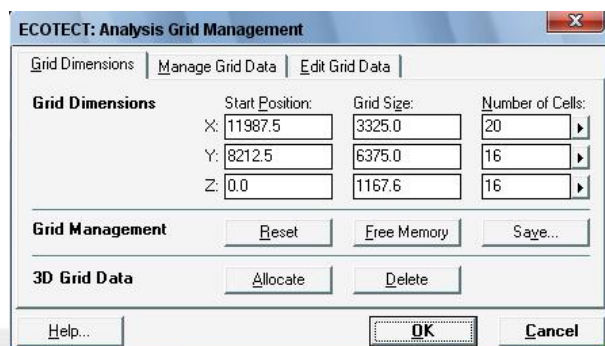 ECOTECT: Analysis Grid Management
X
Grid Dimensions Manage Grid Data Edit Grid Data
Grid Dimensions Start Position: Grid Size: Number of Cells:
X: 11987.5 3325.0 20
Y: 8212.5 6375.0 16
Z: 0.0 1167.6 16
Grid Management Reset Free Memory Save...
3D Grid Data Allocate Delete
Help... OK Cancel